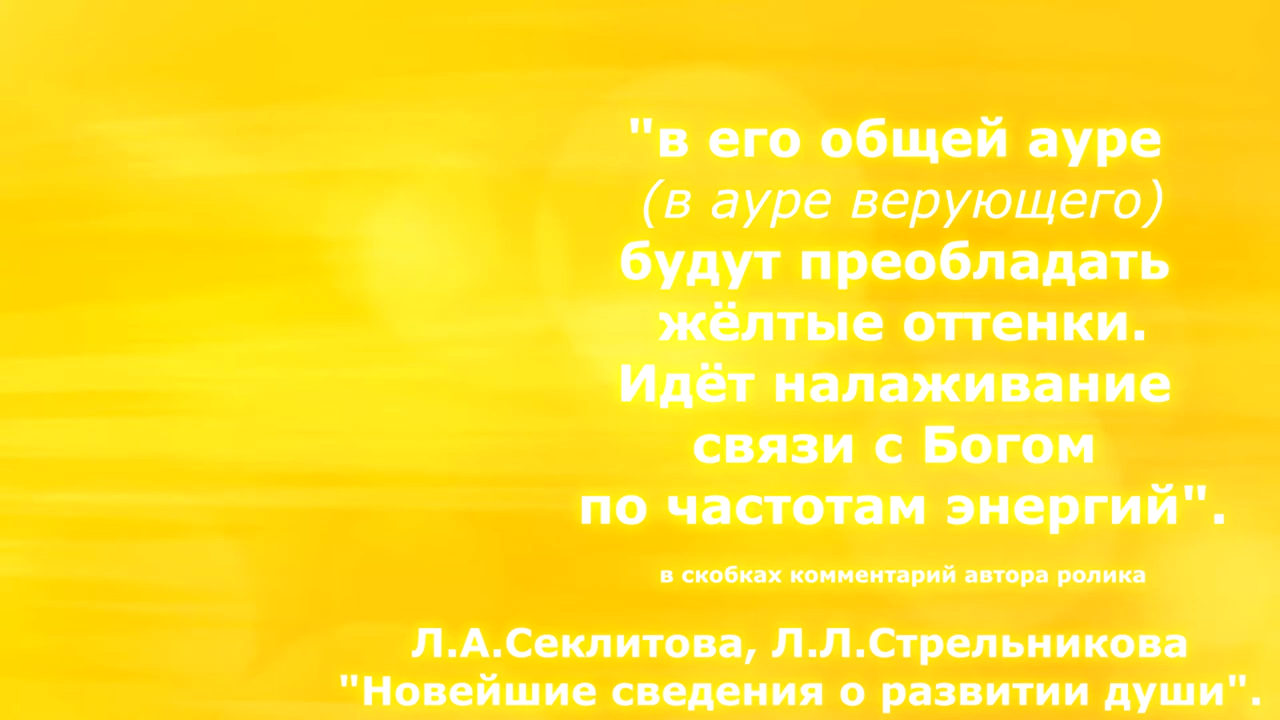 "в его общей ауре
(в ауре верующего)
будут преобладать
жёлтые оттенки.
Идёт налаживание
связи с Богом
по частотам энергий".
в скобках комментарий автора ролика
Л.А.Секлитова, Л.Л.Стрельникова
"Новейшие сведения о развитии души".